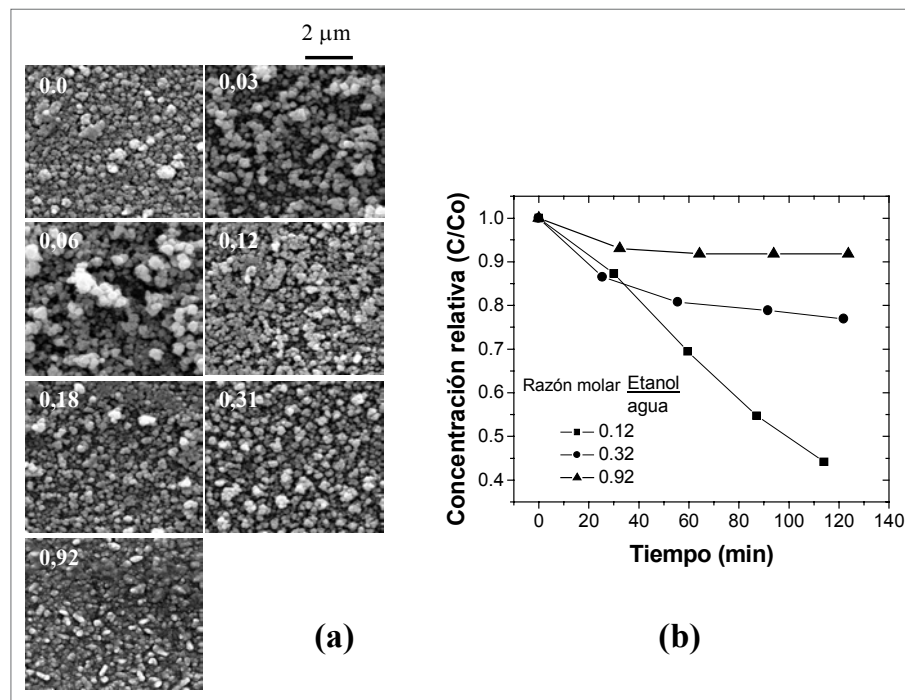 2 µm
0,0
0,03
0,06
0,12
0,18
0,31
0,92
(a)
Concentración relativa (C/Co)
1.0
0.9
0.8
0.7
0.6
0.5
0.4
Razón molar Etanol
agua
0.12
0.32
0.92
0 20 40 60 80 100 120 140
Tiempo (min)
(b)